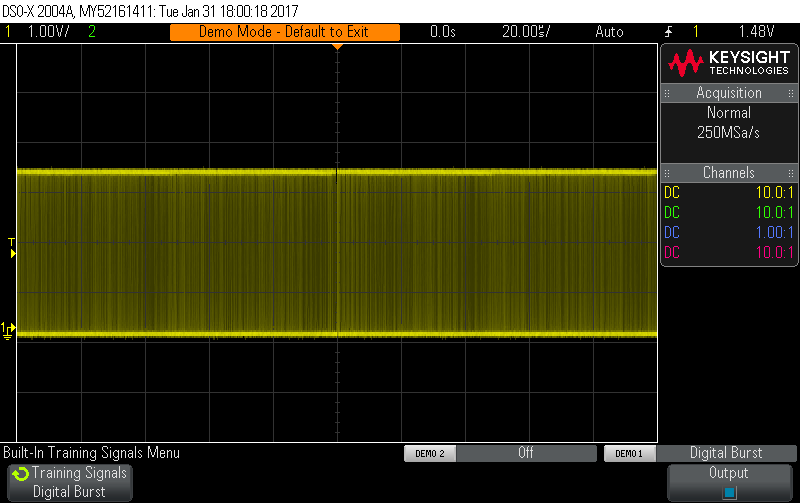 DSO-X 2004A, MY52161411: Tue Jan 31 18:00:18 2017
1 1.00V/ 2 Demo Mode - Default to Exit 0.0s 20.00㎲/ Auto 1 1.48V
KEYSIGHT
TECHNOLOGIES
Acquisition
Normal
250MSa/s
Channels
DC 10.0:1
DC 10.0:1
DC 1.00:1
DC 10.0:1
T
1
Built-In Training Signals Menu
DEMO 2 Off DEMO 1 Digital Burst
Training Signals
Digital Burst
Output